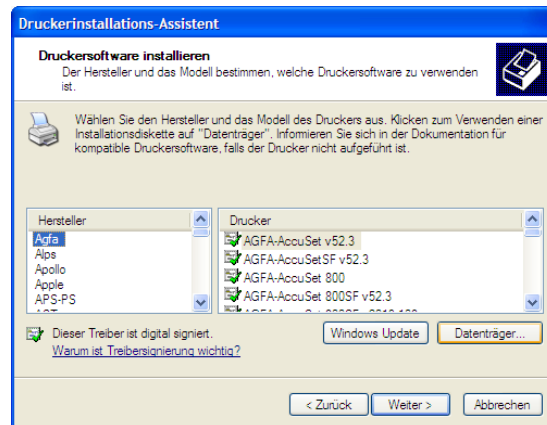 Druckerinstallations-Assistent
Druckersoftware installieren
Der Hersteller und das Modell bestimmen, welche Druckersoftware zu verwenden
ist.
Wählen Sie den Hersteller und das Modell des Druckers aus. Klicken zum Verwenden einer
Installationsdiskette auf "Datenträger". Informieren Sie sich in der Dokumentation für
kompatible Druckersoftware, falls der Drucker nicht aufgeführt ist.
Hersteller
Agfa
Alps
Apollo
Apple
APS-PS
Drucker
AGFA-AccuSet v52.3
AGFA-AccuSetSF v52.3
AGFA-AccuSet 800
AGFA-AccuSet 800SF v52.3
Dieser Treiber ist digital signiert.
Warum ist Treibersignierung wichtig?
Windows Update
Datenträger...
< Zurück
Weiter >
Abbrechen